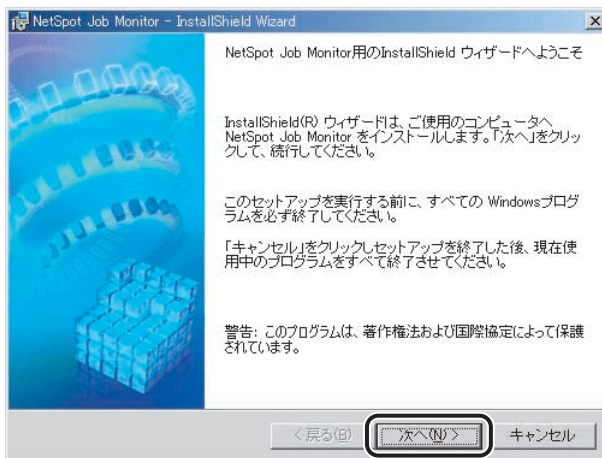 NetSpot Job Monitor - InstallShield Wizard
NetSpot Job Monitor用のInstallShield ウィザードへようこそ
InstallShield(R) ウィザードは、ご使用のコンピュータへ
NetSpot Job Monitor をインストールします。「次へ」をクリッ
クして、続行してください。
このセットアップを実行する前に、すべての Windowsプログ
ラムを必ず終了してください。
「キャンセル」をクリックしセットアップを終了した後、現在使
用中のプログラムをすべて終了させてください。
警告: このプログラムは、著作権法および国際協定によって保護
されています。
< 戻る(B)
次へ(N) >
キャンセル